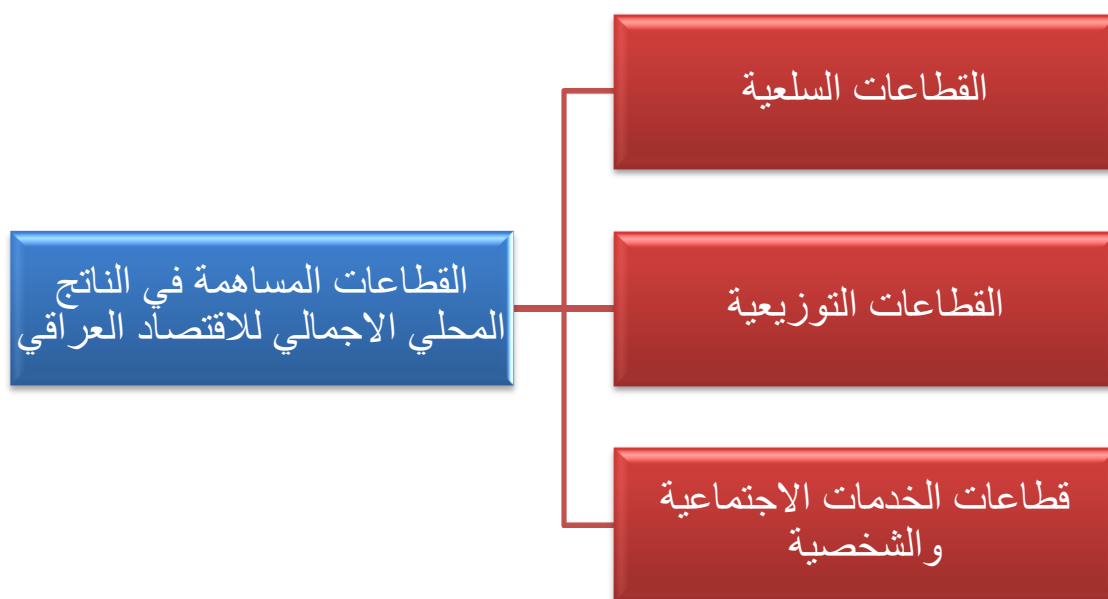 القطاعات المساهمة في الناتج
المحلي الاجمالي للاقتصاد العراقي
القطاعات السلعية
القطاعات التوزيعية
قطاعات الخدمات الاجتماعية
والشخصية